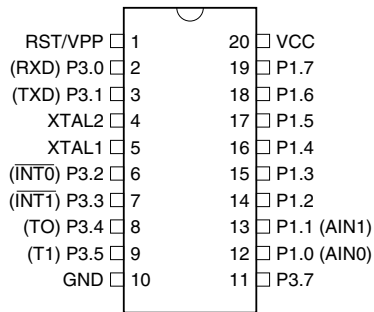 RST/VPP 1 20 VCC
(RXD) P3.0 2 19 P1.7
(TXD) P3.1 3 18 P1.6
XTAL2 4 17 P1.5
XTAL1 5 16 P1.4
(INT0) P3.2 6 15 P1.3
(INT1) P3.3 7 14 P1.2
(TO) P3.4 8 13 P1.1 (AIN1)
(T1) P3.5 9 12 P1.0 (AIN0)
GND 10 11 P3.7